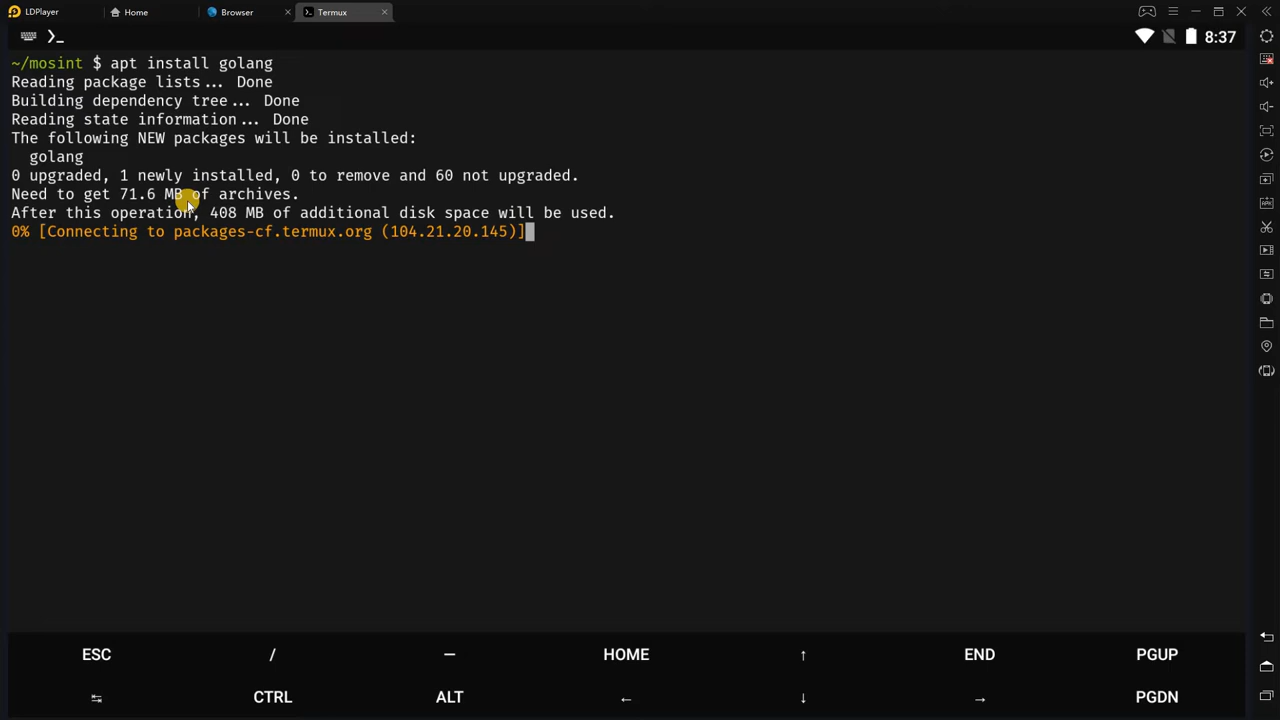 LDPlayer
Home
Browser
Termux
8:37
~/mosint $ apt install golang
Reading package lists... Done
Building dependency tree... Done
Reading state information... Done
The following NEW packages will be installed:
golang
0 upgraded, 1 newly installed, 0 to remove and 60 not upgraded.
Need to get 71.6 MB of archives.
After this operation, 408 MB of additional disk space will be used.
0% [Connecting to packages-cf.termux.org (104.21.20.145)]
ESC / — HOME ↑ END PGUP
↹ CTRL ALT ← ↓ → PGDN